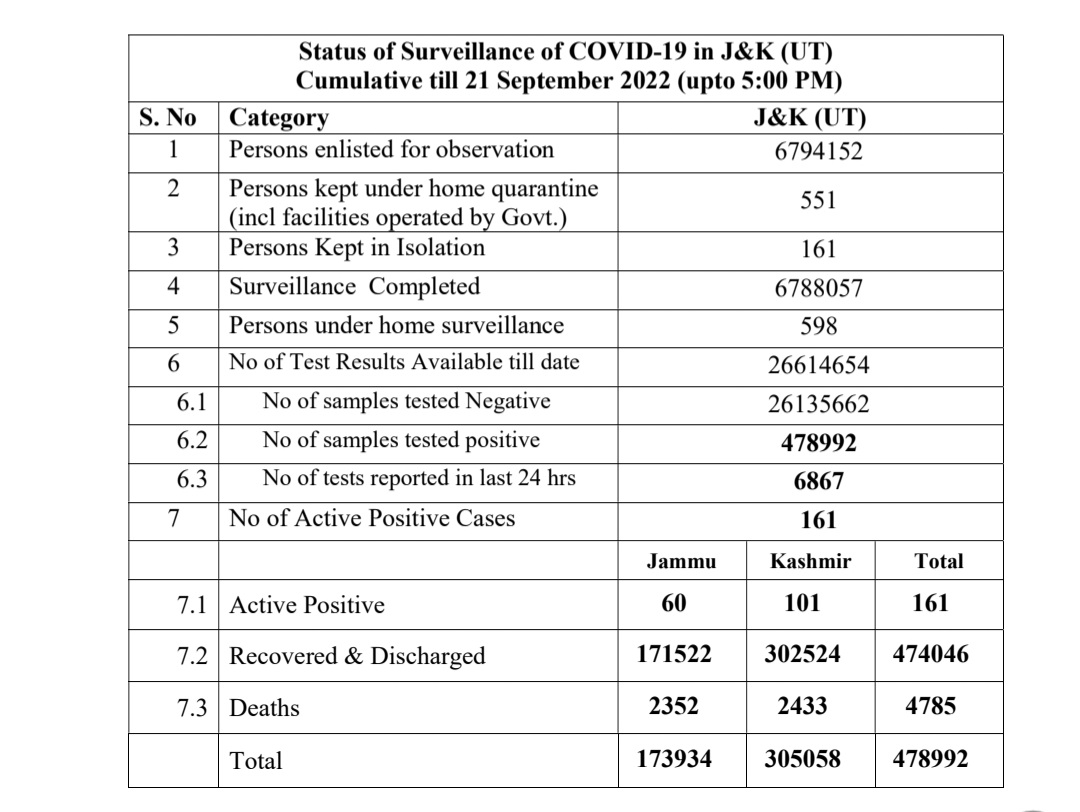 Status of Surveillance of COVID-19 in J&K (UT)
Cumulative till 21 September 2022 (upto 5:00 PM)
S. No Category J&K (UT)
1 Persons enlisted for observation 6794152
2 Persons kept under home quarantine
(incl facilities operated by Govt.) 551
3 Persons Kept in Isolation 161
4 Surveillance Completed 6788057
5 Persons under home surveillance 598
6 No of Test Results Available till date 26614654
6.1 No of samples tested Negative 26135662
6.2 No of samples tested positive 478992
6.3 No of tests reported in last 24 hrs 6867
7 No of Active Positive Cases 161
Jammu Kashmir Total
7.1 Active Positive 60 101 161
7.2 Recovered & Discharged 171522 302524 474046
7.3 Deaths 2352 2433 4785
Total 173934 305058 478992